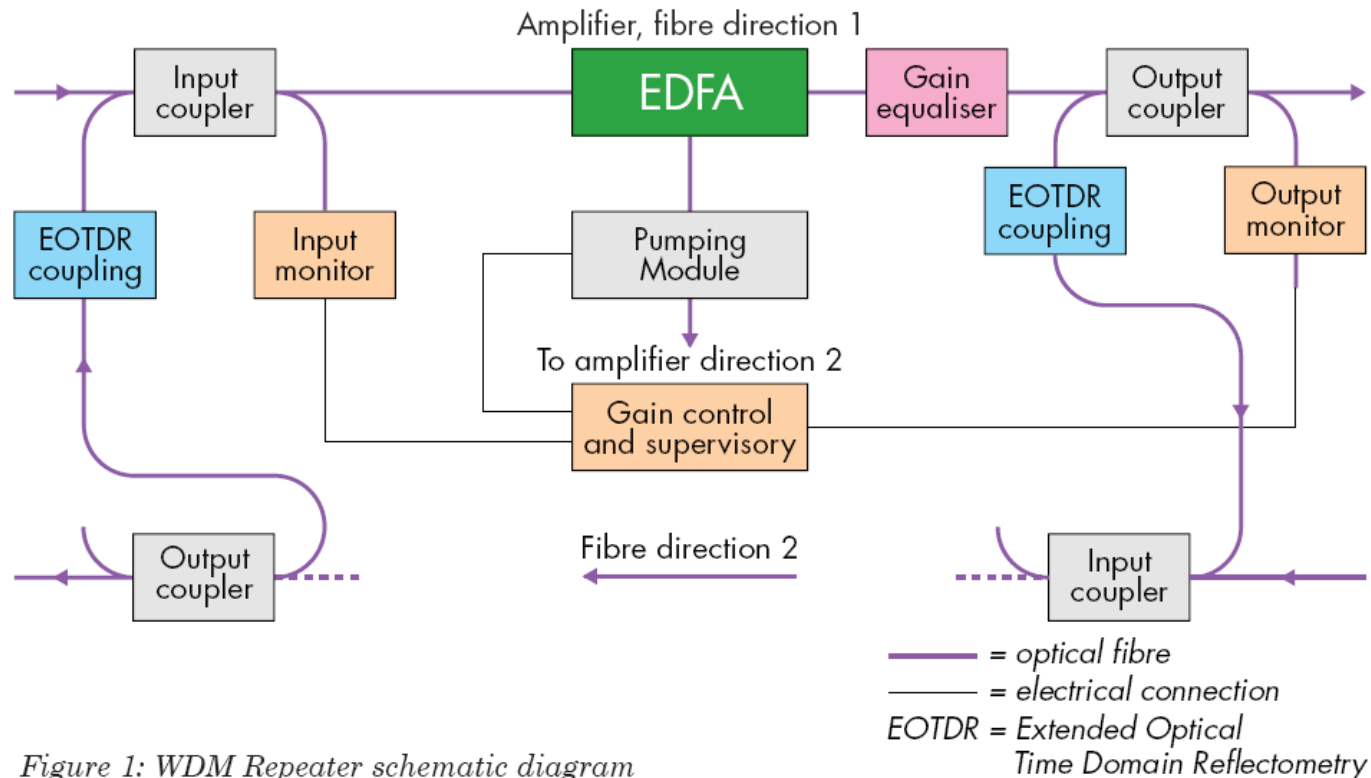 Amplifier, fibre direction 1
Input
coupler
EDFA
Gain
equaliser
Output
coupler
EOTDR
coupling
Input
monitor
Pumping
Module
EOTDR
coupling
Output
monitor
To amplifier direction 2
Gain control
and supervisory
Output
coupler
Fibre direction 2
Input
coupler
= optical fibre
= electrical connection
EOTDR = Extended Optical
Time Domain Reflectometry
Figure 1: WDM Repeater schematic diagram